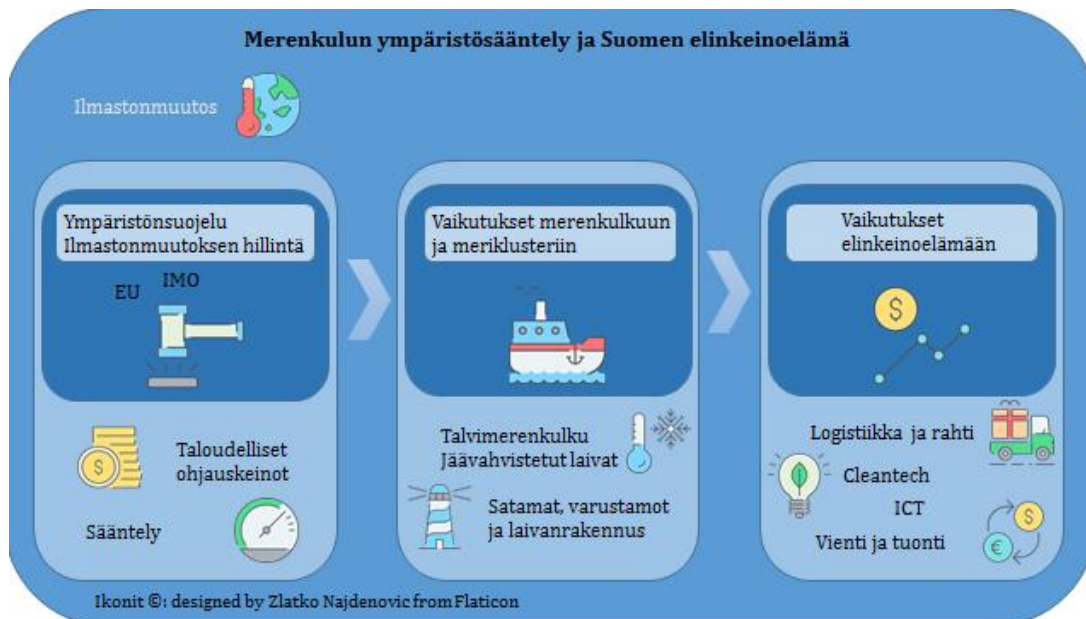 Merenkulun ympäristösääntely ja Suomen elinkeinoelämä
Ilmastonmuutos
Ympäristönsuojelu
Ilmastonmuutoksen hillintä
EU
IMO
Taloudelliset
ohjauskeinot
Sääntely
Vaikutukset merenkulkuun
ja meriklusteriin
Talvimerenkulku
Jäävahvistetut laivat
Satamat, varustamot
ja laivanrakennus
Vaikutukset
elinkeinoelämään
Logistiikka ja rahti
Cleantech
ICT
Vienti ja tuonti
Ikonit ©: designed by Zlatko Najdenovic from Flaticon